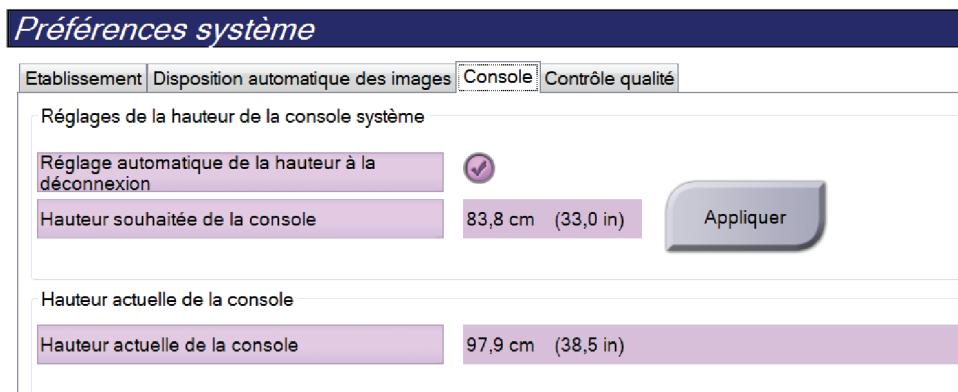 Préférences système
Etablissement Disposition automatique des images Console Contrôle qualité
Réglages de la hauteur de la console système
Réglage automatique de la hauteur à la
déconnexion
Hauteur souhaitée de la console 83,8 cm (33,0 in) Appliquer
Hauteur actuelle de la console
Hauteur actuelle de la console 97,9 cm (38,5 in)